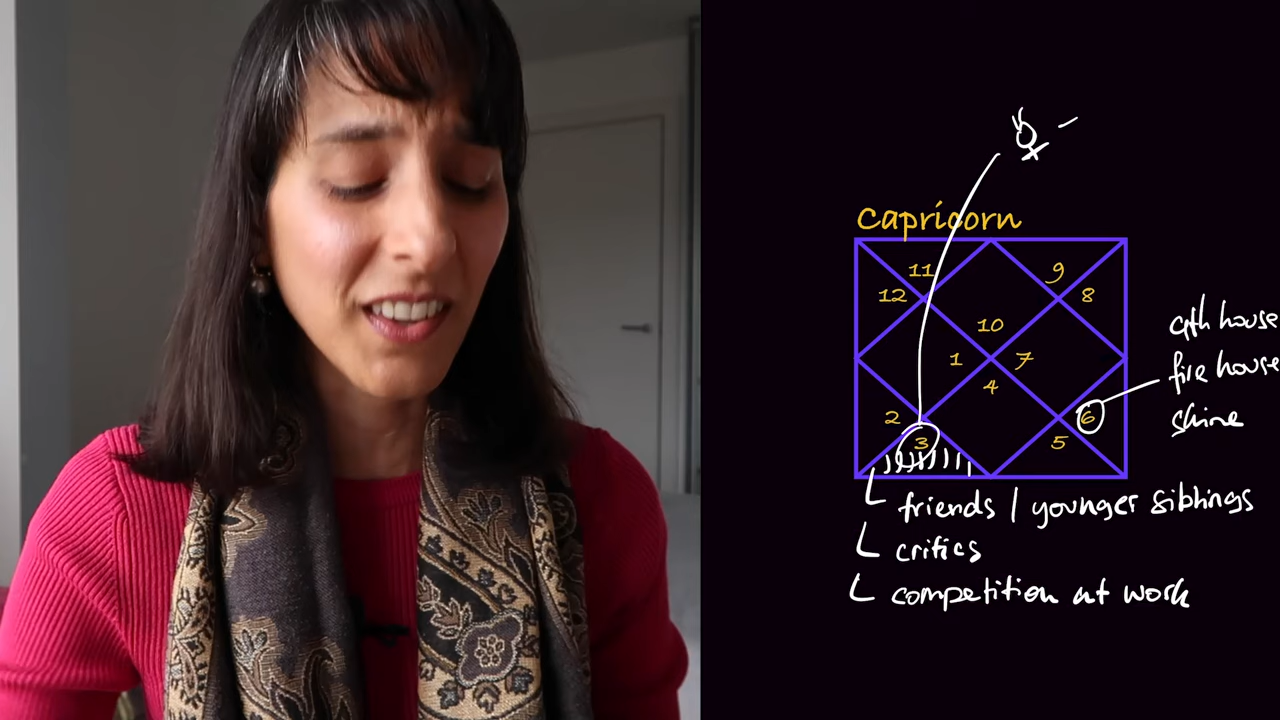 Capricorn
11
9
12
8
10
1
7
4
2
6
3
5
9th house
fire house
shine
friends / younger siblings
critics
competition at work